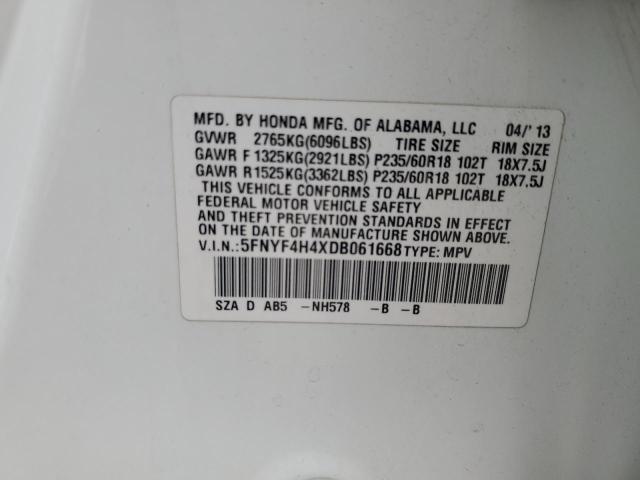 MFD. BY HONDA MFG. OF ALABAMA, LLC 04/'13
GVWR 2765KG(6096LBS) TIRE SIZE RIM SIZE
GAWR F 1325KG(2921LBS) P235/60R18 102T 18X7.5J
GAWR R1525KG(3362LBS) P235/60R18 102T 18X7.5J
THIS VEHICLE CONFORMS TO ALL APPLICABLE
FEDERAL MOTOR VEHICLE SAFETY
AND THEFT PREVENTION STANDARDS IN EFFECT
ON THE DATE OF MANUFACTURE SHOWN ABOVE.
V.I.N.:5FNYF4H4XDB061668 TYPE: MPV
SZA D AB5 -NH578 -B -B